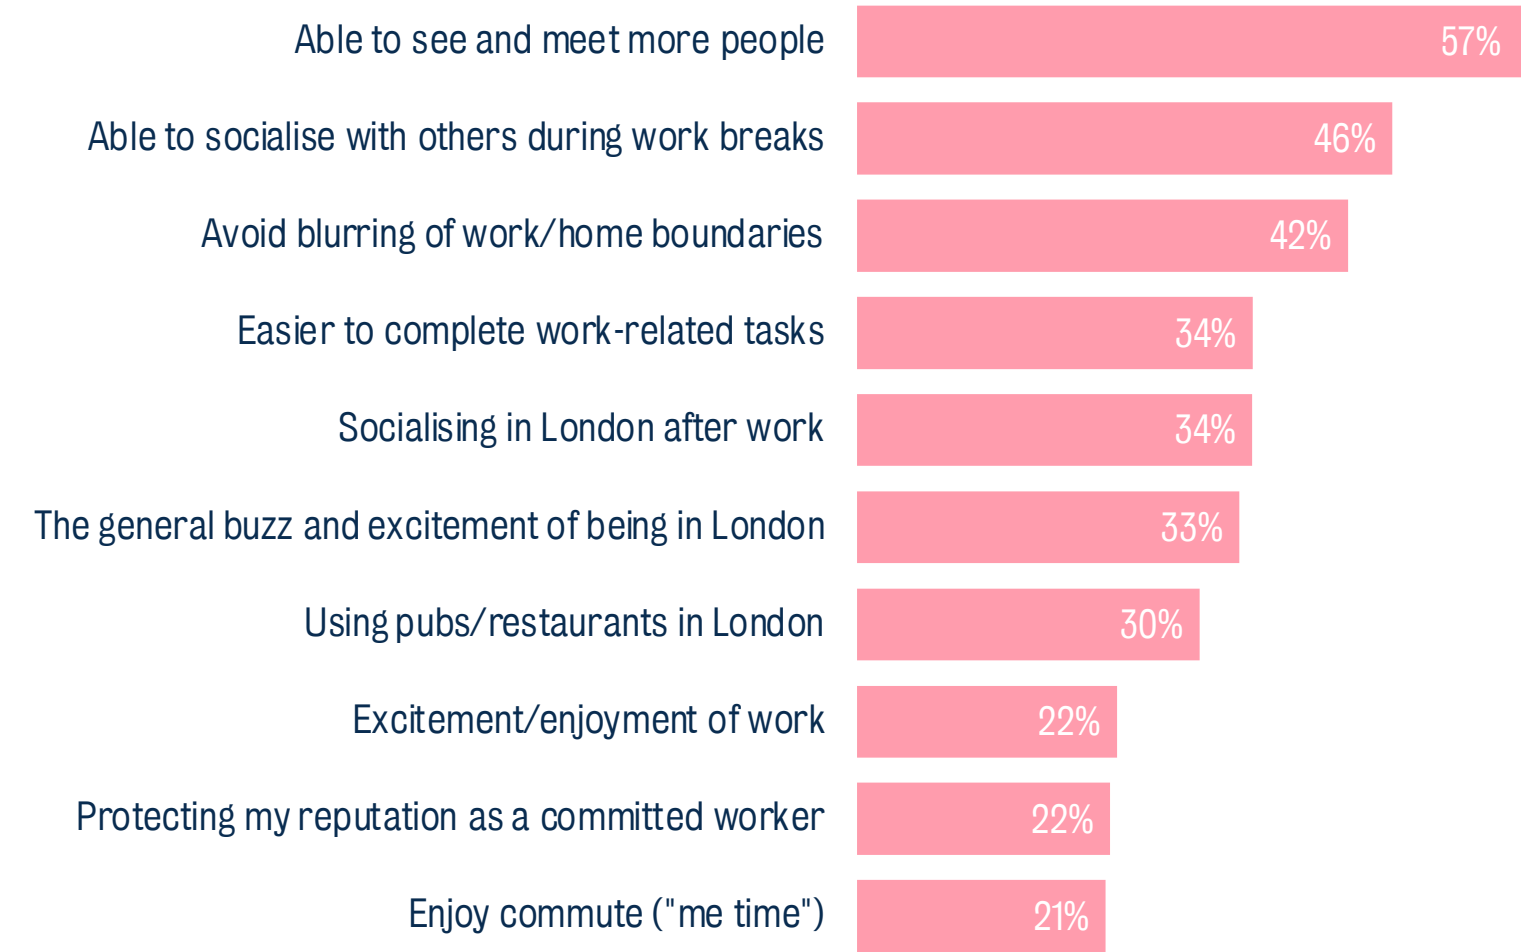 Able to see and meet more people 57%
Able to socialise with others during work breaks 46%
Avoid blurring of work/home boundaries 42%
Easier to complete work-related tasks 34%
Socialising in London after work 34%
The general buzz and excitement of being in London 33%
Using pubs/restaurants in London 30%
Excitement/enjoyment of work 22%
Protecting my reputation as a committed worker 22%
Enjoy commute ("me time") 21%